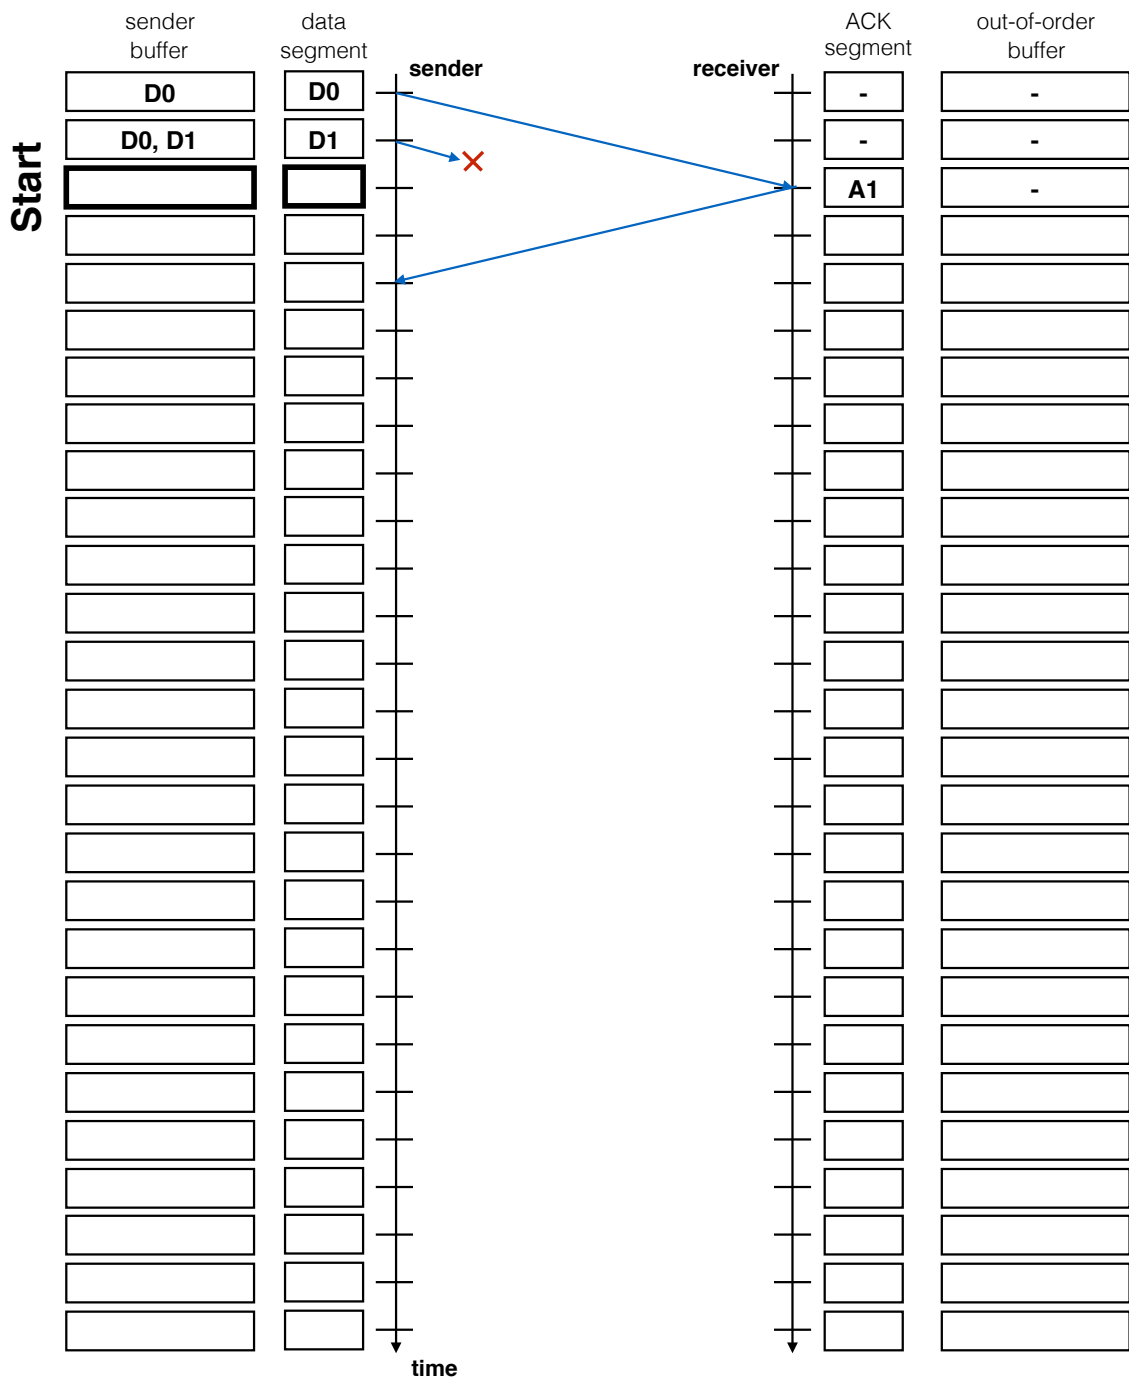 sender
buffer
data
segment
sender
receiver
ACK
segment
out-of-order
buffer
D0
D0
-
-
Start
D0, D1
D1
-
-
A1
-
time